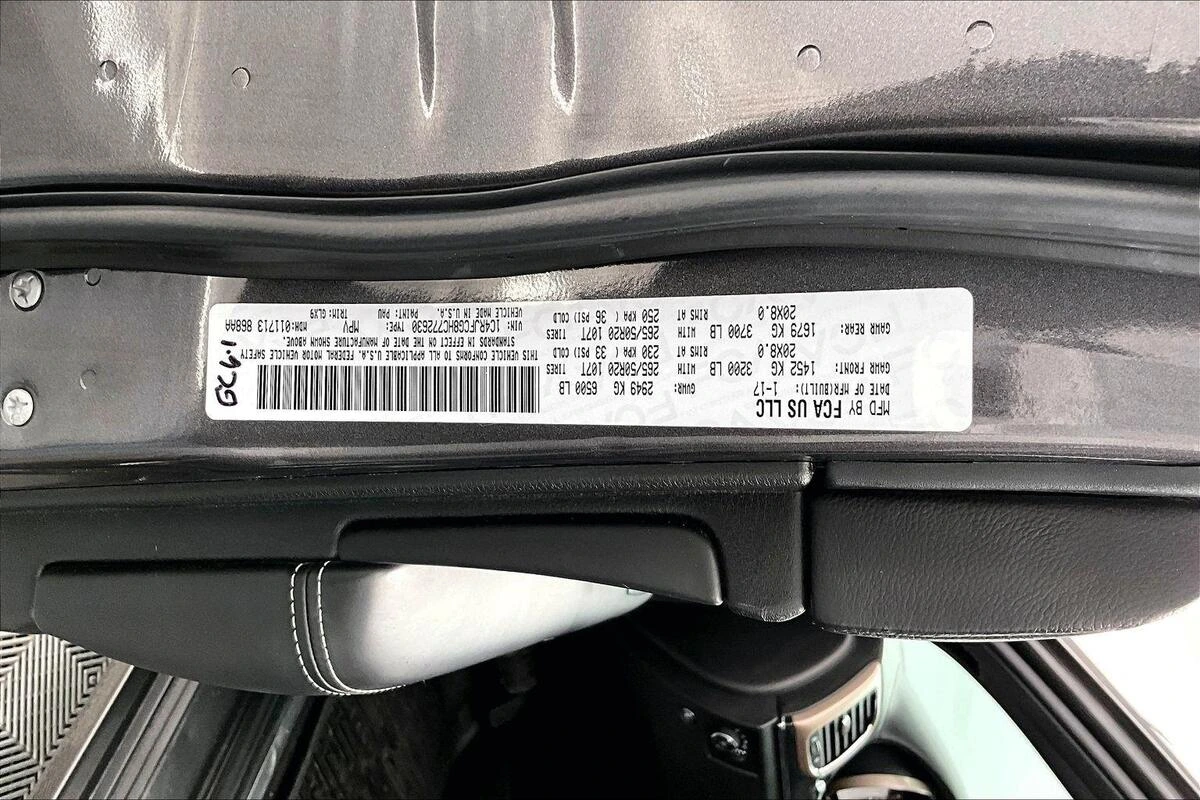 MFD BY FCA US LLC
DATE OF MFR(BUILT): 1-17 GVWR: 2949 KG 6500 LB
GAWR FRONT: 1452 KG 3200 LB WITH 265/50R20 107T TIRES
20X8.0 RIMS AT 230 KPA ( 33 PSI) COLD
GAWR REAR: 1679 KG 3700 LB WITH 265/50R20 107T TIRES
20X8.0 RIMS AT 250 KPA ( 36 PSI) COLD
THIS VEHICLE CONFORMS TO ALL APPLICABLE U.S.A. FEDERAL MOTOR VEHICLE SAFETY
STANDARDS IN EFFECT ON THE DATE OF MANUFACTURE SHOWN ABOVE.
VIN: 1C4RJFCG8HC772630 TYPE: MPV MDH:011713 868AA
VEHICLE MADE IN U.S.A. PAINT: PAU TRIM: GLX9